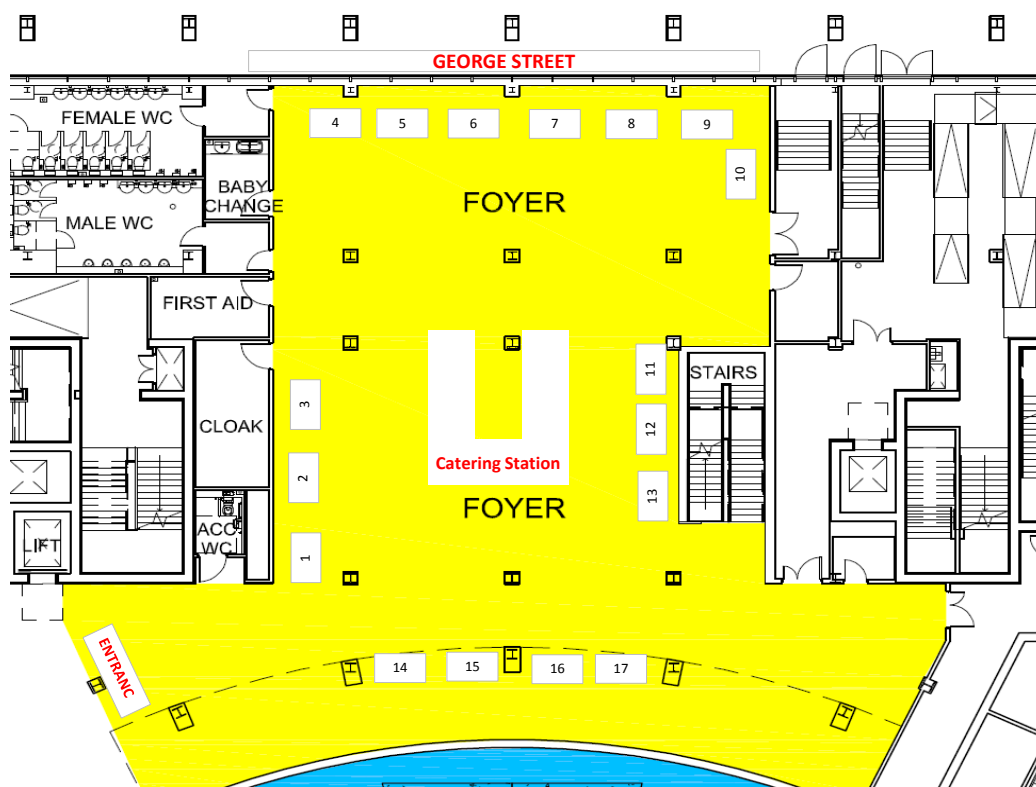 GEORGE STREET
FEMALE WC
4
5
6
7
8
9
BABY
CHANGE
10
FOYER
MALE WC
FIRST AID
STAIRS
11
3
CLOAK
12
Catering Station
2
13
FOYER
ACC
WC
LIFT
1
ENTRANC
14
15
16
17